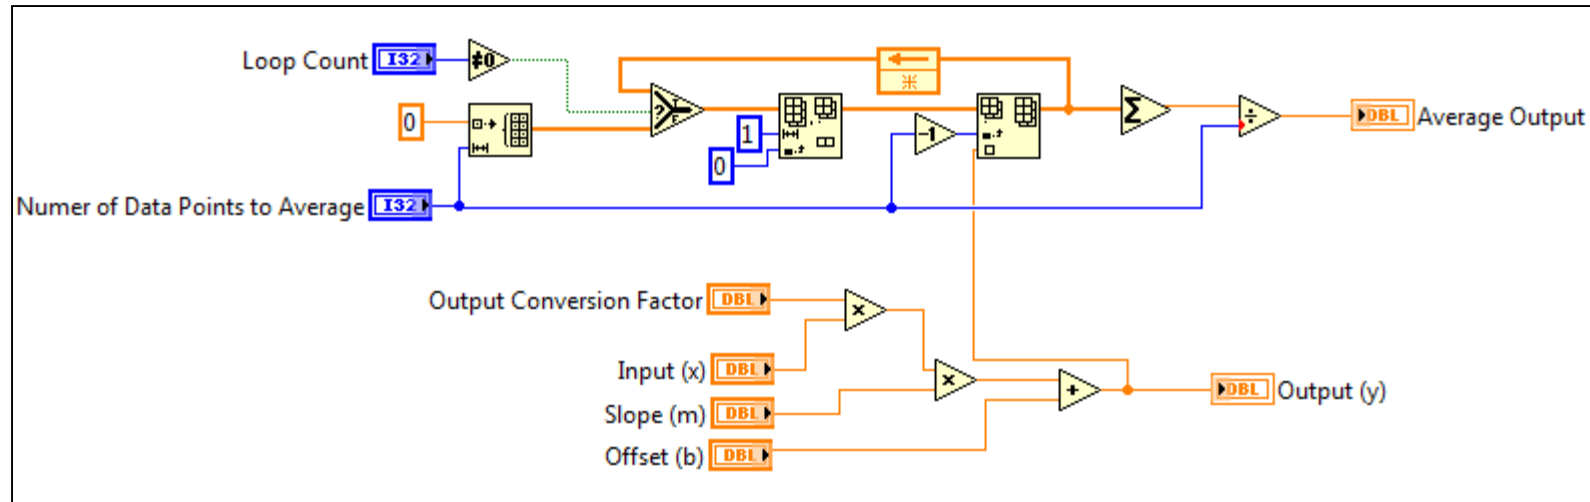 Loop Count I32 ≠0
0
?
T
F
1
0
-1
Σ
÷
DBL Average Output
Numer of Data Points to Average I32
Output Conversion Factor DBL
x
Input (x) DBL
x
+
DBL Output (y)
Slope (m) DBL
Offset (b) DBL